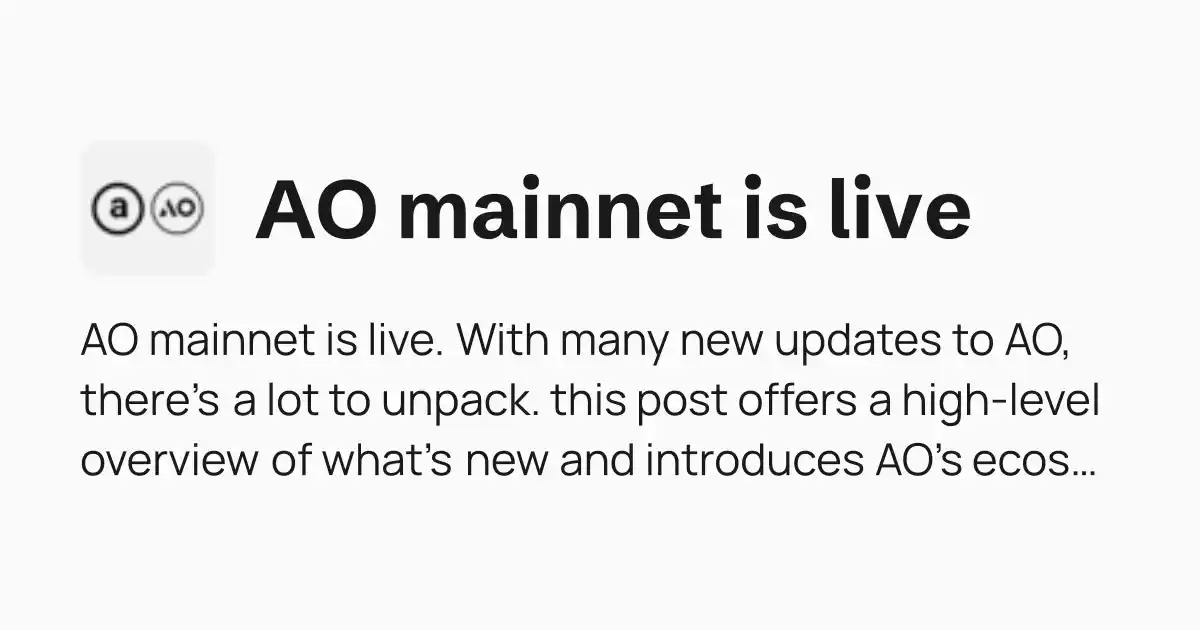 a AO
AO mainnet is live
AO mainnet is live. With many new updates to AO,
there’s a lot to unpack. this post offers a high-level
overview of what’s new and introduces AO’s ecos…